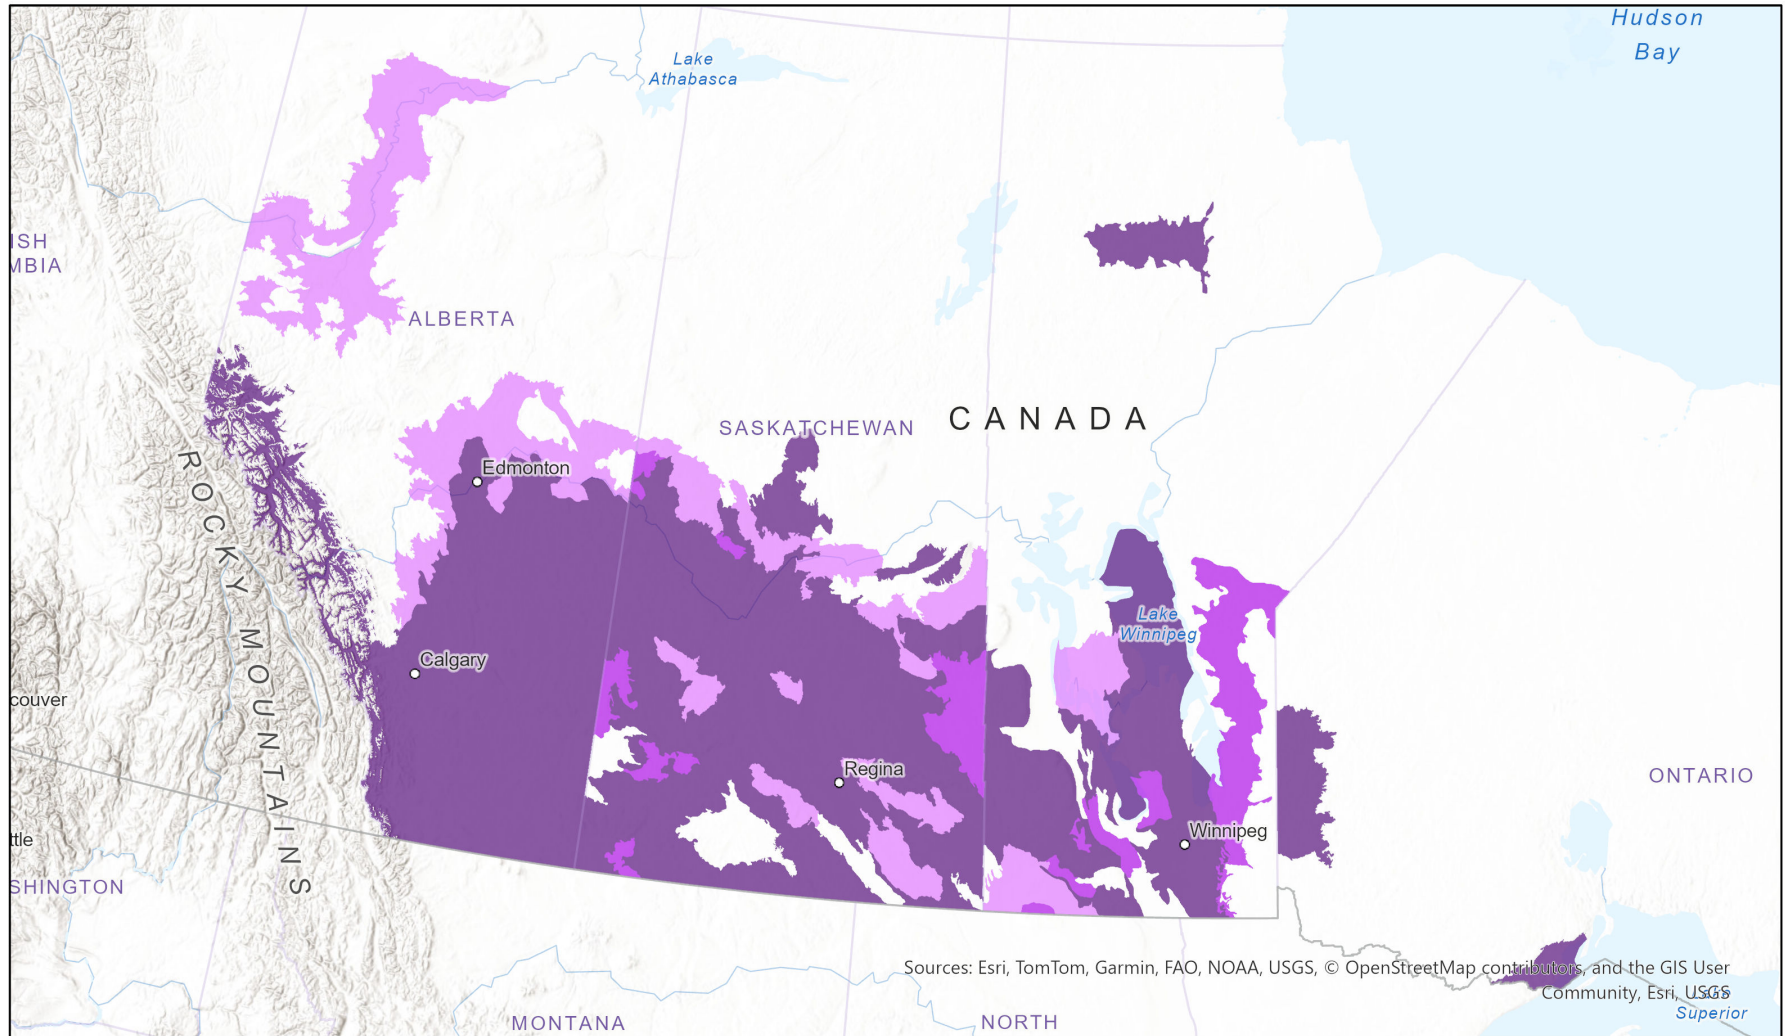 Hudson
Bay
Lake
Athabasca
ISH
MBIA
ALBERTA
CANADA
SASKATCHEWAN
Edmonton
ROCKY MOUNTAINS
Lake
Winnipeg
Calgary
couver
Regina
ONTARIO
Winnipeg
ttle
SHINGTON
Sources: Esri, TomTom, Garmin, FAO, NOAA, USGS, © OpenStreetMap contributors, and the GIS User
Community, Esri, USGS
Lake
Superior
MONTANA
NORTH